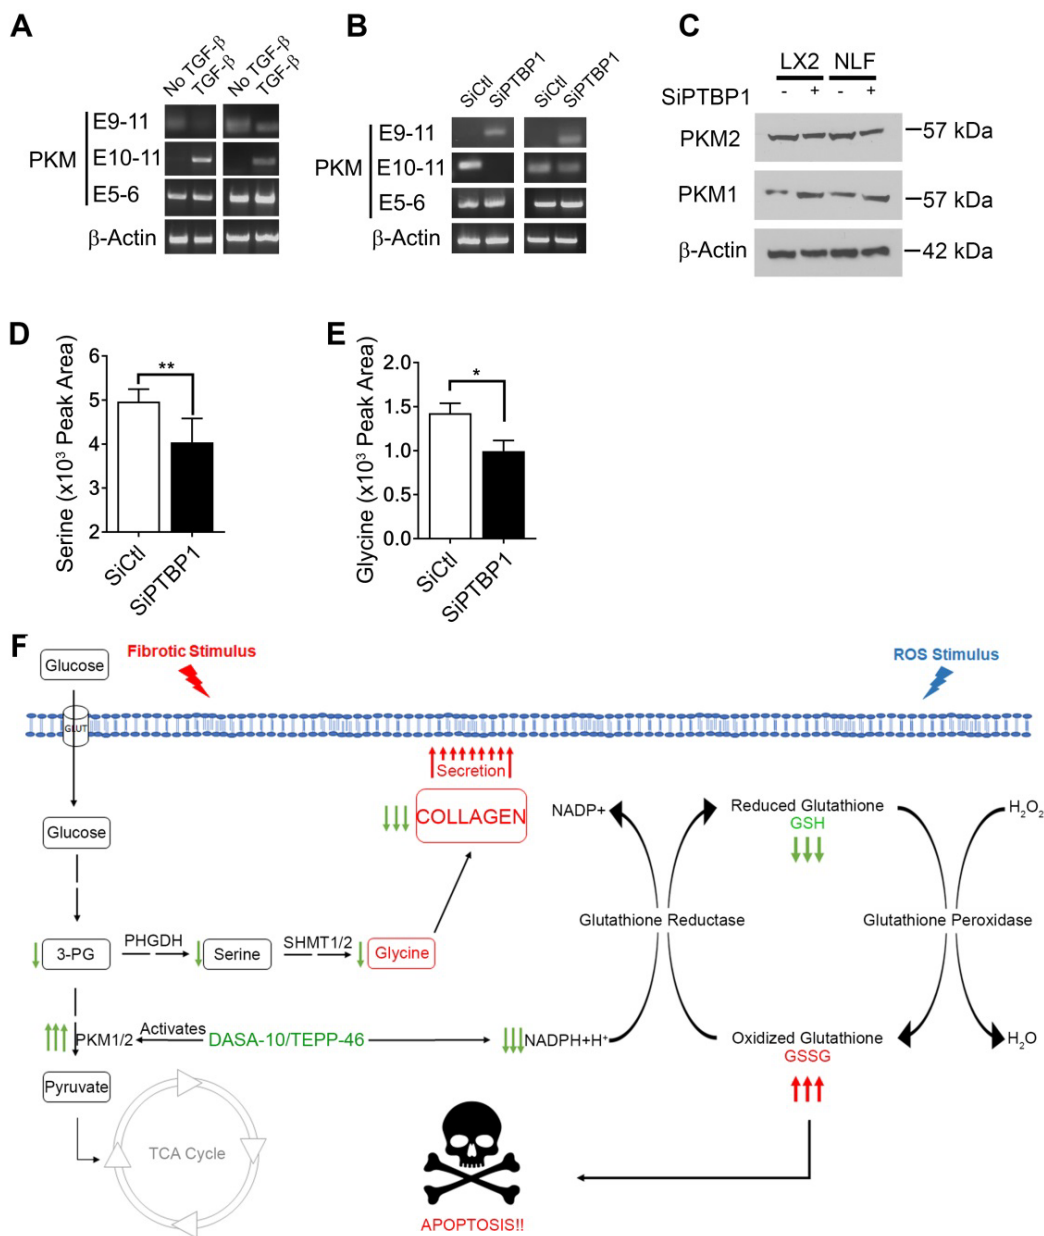 A
No TGF-β
TGF-β
No TGF-β
TGF-β
PKM
E9-11
E10-11
E5-6
β-Actin
B
SiCtl
SiPTBP1
SiCtl
SiPTBP1
PKM
E9-11
E10-11
E5-6
β-Actin
C
LX2 NLF
SiPTBP1 - + - +
PKM2 57 kDa
PKM1 57 kDa
β-Actin 42 kDa
D
Serine (x10³ Peak Area)
6
5
4
3
2
**
SiCtl
SiPTBP1
E
Glycine (x10³ Peak Area)
2.0
1.5
1.0
0.5
0.0
*
SiCtl
SiPTBP1
F
Glucose
Fibrotic Stimulus
ROS Stimulus
GLUT
Secretion
COLLAGEN
Glucose
NADP+
Reduced Glutathione
GSH
H₂O₂
Glutathione Reductase
Glutathione Peroxidase
3-PG
PHGDH
Serine
SHMT1/2
Glycine
PKM1/2
Activates
DASA-10/TEPP-46
NADPH+H⁺
Oxidized Glutathione
GSSG
H₂O
Pyruvate
TCA Cycle
APOPTOSIS!!